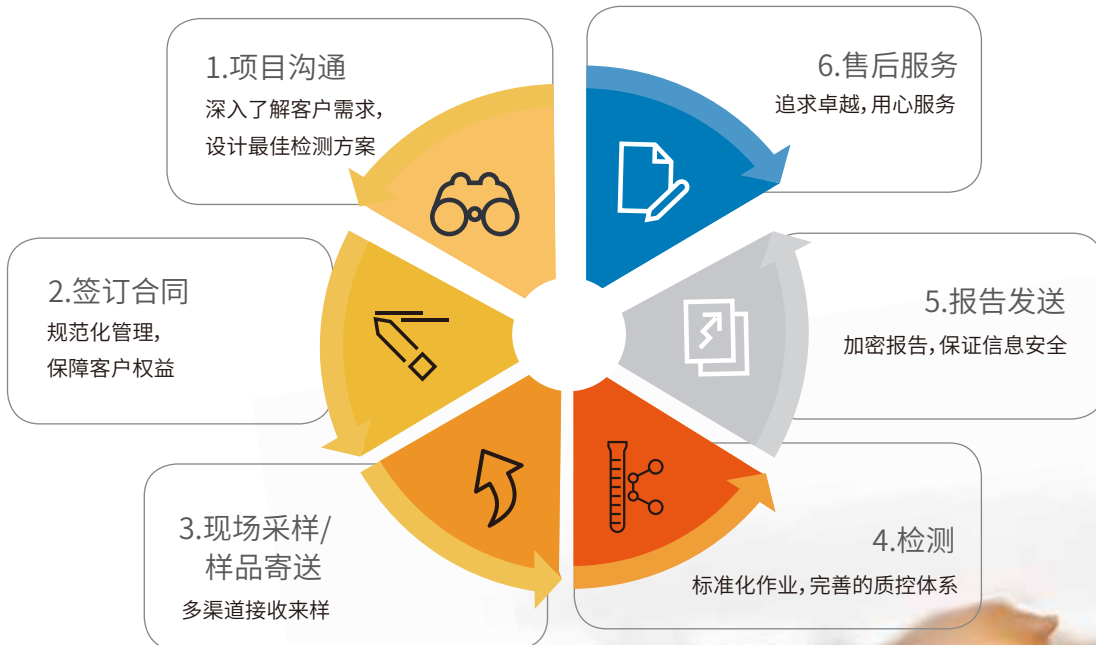 1.项目沟通
深入了解客户需求，
设计最佳检测方案
2.签订合同
规范化管理，
保障客户权益
3.现场采样/
样品寄送
多渠道接收来样
4.检测
标准化作业，完善的质控体系
5.报告发送
加密报告，保证信息安全
6.售后服务
追求卓越，用心服务